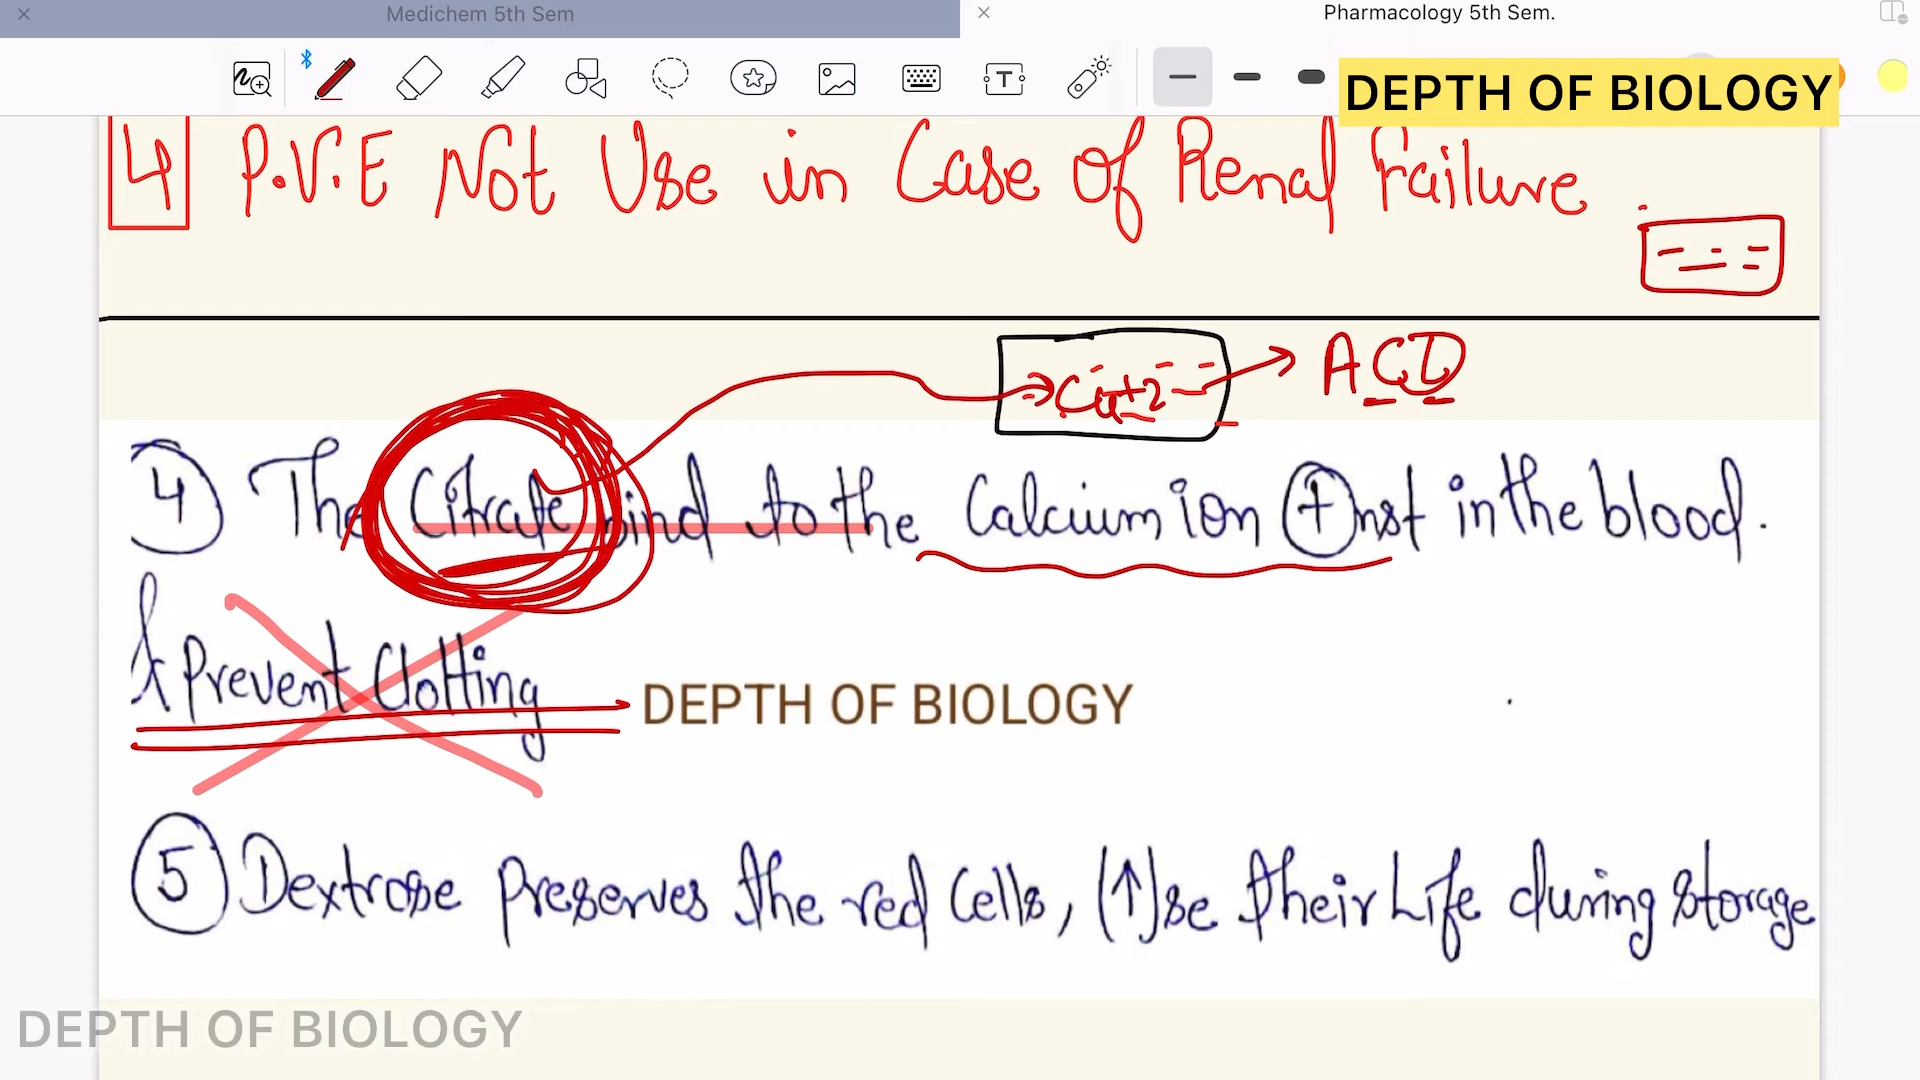 Medichem 5th Sem
Pharmacology 5th Sem.
T
DEPTH OF BIOLOGY
4 P.V.E Not Use in Case Of Renal Failure
Ca+2 → ACD
④ The Citrate bind to the Calcium ion ⊕nst in the blood.
& Prevent Clotting
DEPTH OF BIOLOGY
⑤ Dextrose preserves the red Cells, (↑)se their Life during storage
DEPTH OF BIOLOGY